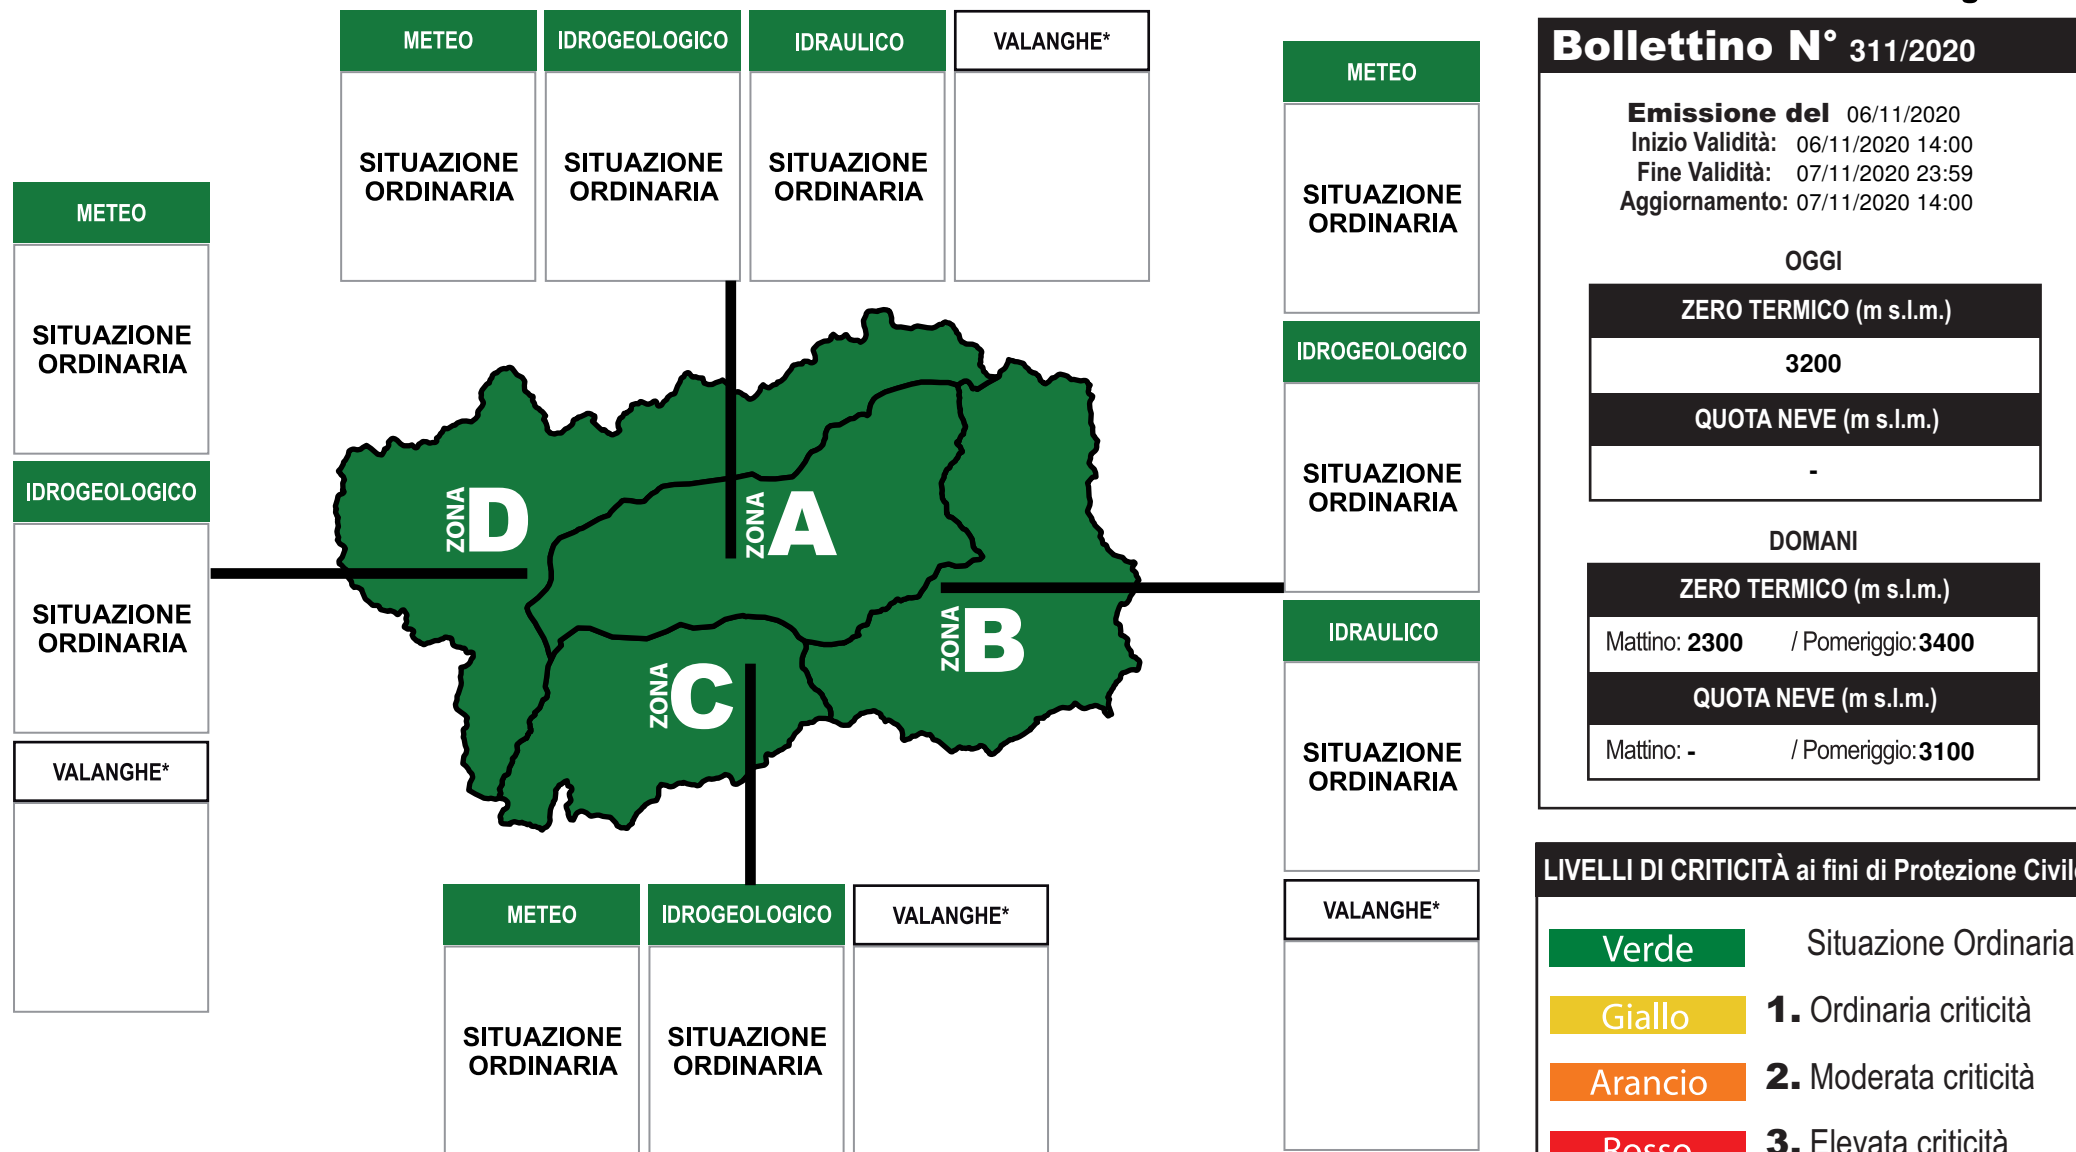 METEO
IDROGEOLOGICO
IDRAULICO
VALANGHE*
SITUAZIONE
ORDINARIA
SITUAZIONE
ORDINARIA
SITUAZIONE
ORDINARIA
METEO
SITUAZIONE
ORDINARIA
IDROGEOLOGICO
SITUAZIONE
ORDINARIA
VALANGHE*
ZONA D
ZONA A
ZONA B
ZONA C
METEO
SITUAZIONE
ORDINARIA
IDROGEOLOGICO
SITUAZIONE
ORDINARIA
IDRAULICO
SITUAZIONE
ORDINARIA
VALANGHE*
METEO
IDROGEOLOGICO
VALANGHE*
SITUAZIONE
ORDINARIA
SITUAZIONE
ORDINARIA
Bollettino N° 311/2020
Emissione del 06/11/2020
Inizio Validità: 06/11/2020 14:00
Fine Validità: 07/11/2020 23:59
Aggiornamento: 07/11/2020 14:00
OGGI
ZERO TERMICO (m s.l.m.)
3200
QUOTA NEVE (m s.l.m.)
-
DOMANI
ZERO TERMICO (m s.l.m.)
Mattino: 2300 / Pomeriggio: 3400
QUOTA NEVE (m s.l.m.)
Mattino: - / Pomeriggio: 3100
LIVELLI DI CRITICITÀ ai fini di Protezione Civile
Verde Situazione Ordinaria
Giallo 1. Ordinaria criticità
Arancio 2. Moderata criticità
Rosso 3. Elevata criticità